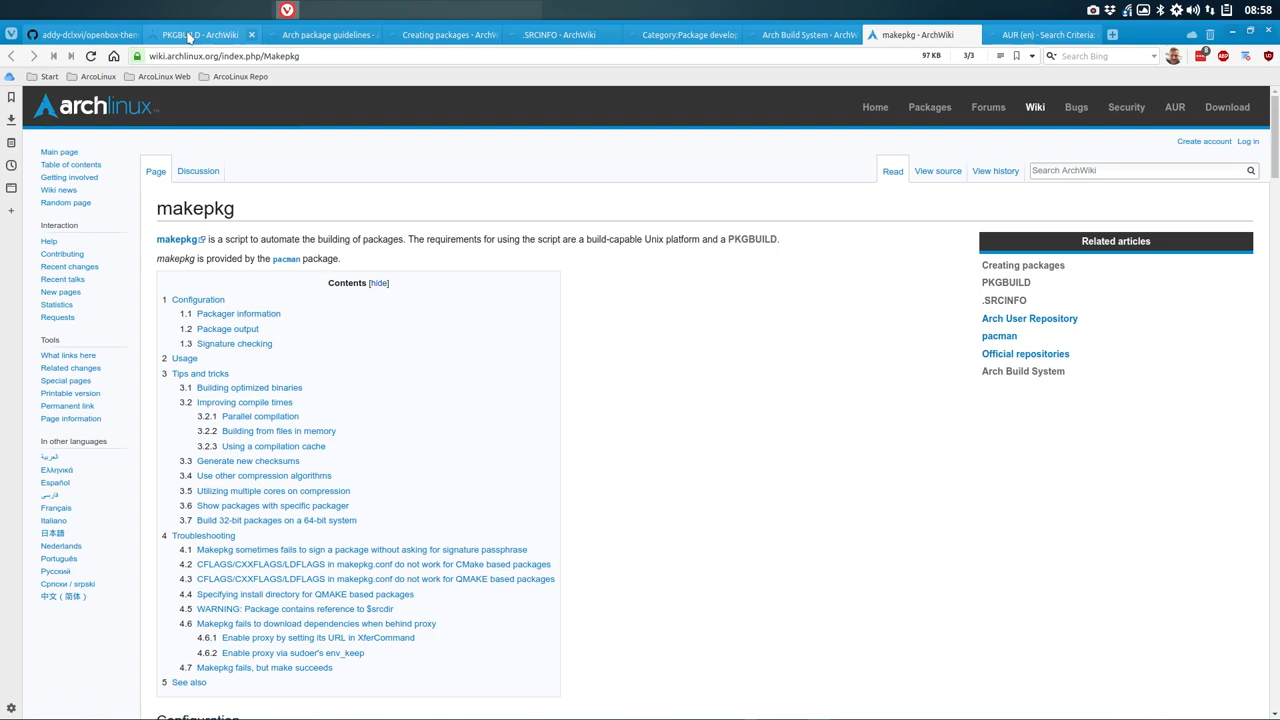 08:58
addy-dclxvi/openbox-them
PKGBUILD - ArchWiki
Arch package guidelines -
Creating packages - ArchW
.SRCINFO - ArchWiki
Category:Package develop
Arch Build System - ArchW
makepkg - ArchWiki
AUR (en) - Search Criteria:
wiki.archlinux.org/index.php/Makepkg
97 KB
3/3
Search Bing
8
Start
ArcoLinux
ArcoLinux Web
ArcoLinux Repo
archlinux
Home
Packages
Forums
Wiki
Bugs
Security
AUR
Download
Create account
Log in
Main page
Table of contents
Getting involved
Wiki news
Random page
Interaction
Help
Contributing
Recent changes
Recent talks
New pages
Statistics
Requests
Tools
What links here
Related changes
Special pages
Printable version
Permanent link
Page information
In other languages
العربية
Ελληνικά
Español
فارسی
Français
Italiano
日本語
Nederlands
Português
Русский
Српски / srpski
中文（简体）
Page
Discussion
Read
View source
View history
Search ArchWiki
makepkg
makepkg is a script to automate the building of packages. The requirements for using the script are a build-capable Unix platform and a PKGBUILD.
makepkg is provided by the pacman package.
Contents [hide]
1 Configuration
1.1 Packager information
1.2 Package output
1.3 Signature checking
2 Usage
3 Tips and tricks
3.1 Building optimized binaries
3.2 Improving compile times
3.2.1 Parallel compilation
3.2.2 Building from files in memory
3.2.3 Using a compilation cache
3.3 Generate new checksums
3.4 Use other compression algorithms
3.5 Utilizing multiple cores on compression
3.6 Show packages with specific packager
3.7 Build 32-bit packages on a 64-bit system
4 Troubleshooting
4.1 Makepkg sometimes fails to sign a package without asking for signature passphrase
4.2 CFLAGS/CXXFLAGS/LDFLAGS in makepkg.conf do not work for CMake based packages
4.3 CFLAGS/CXXFLAGS/LDFLAGS in makepkg.conf do not work for QMAKE based packages
4.4 Specifying install directory for QMAKE based packages
4.5 WARNING: Package contains reference to $srcdir
4.6 Makepkg fails to download dependencies when behind proxy
4.6.1 Enable proxy by setting its URL in XferCommand
4.6.2 Enable proxy via sudoer's env_keep
4.7 Makepkg fails, but make succeeds
5 See also
Configuration
Related articles
Creating packages
PKGBUILD
.SRCINFO
Arch User Repository
pacman
Official repositories
Arch Build System